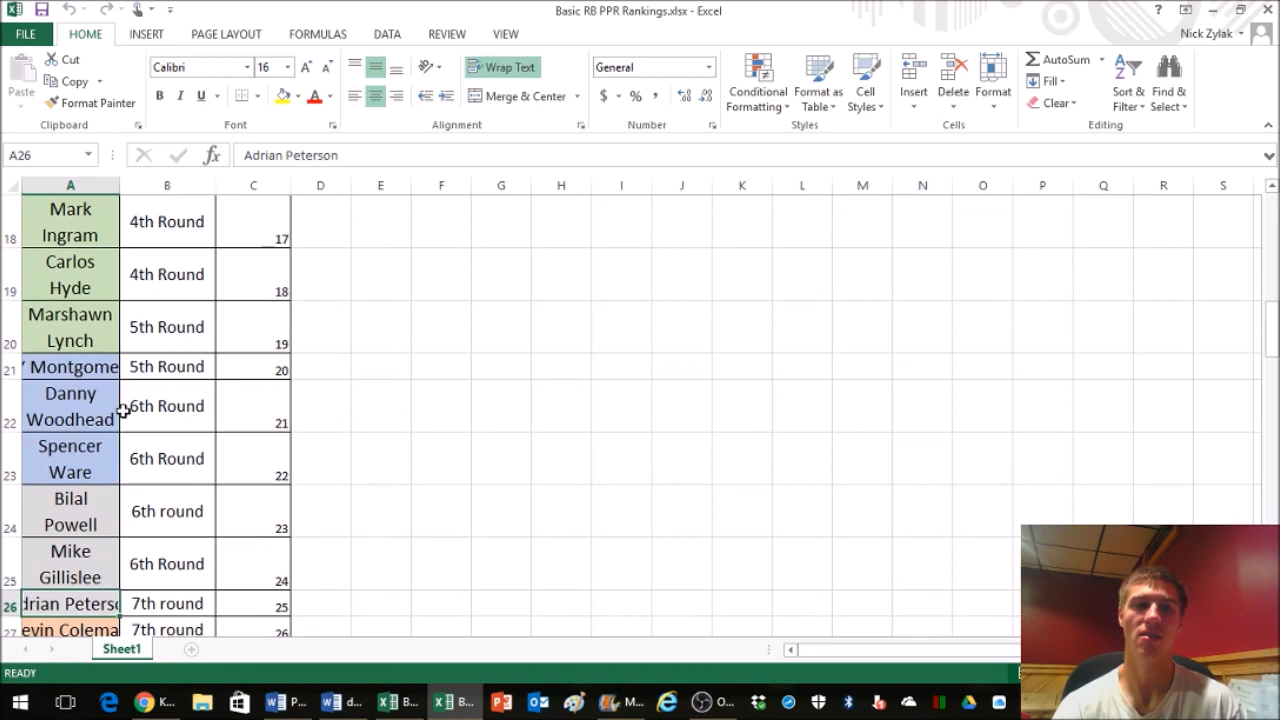 Basic RB PPR Rankings.xlsx - Excel
FILE HOME INSERT PAGE LAYOUT FORMULAS DATA REVIEW VIEW Nick Zylak
Paste Cut Copy Format Painter
Clipboard
Calibri 16
B I U A
Font
Wrap Text
Merge & Center
Alignment
General
$ % ,
Number
Conditional Formatting
Format as Table
Cell Styles
Styles
Insert Delete Format
Cells
AutoSum
Fill
Clear
Sort & Filter
Find & Select
Editing
A26 fx Adrian Peterson
A B C D E F G H I J K L M N O P Q R S
18 Mark Ingram 4th Round 17
19 Carlos Hyde 4th Round 18
20 Marshawn Lynch 5th Round 19
21 Y Montgome 5th Round 20
22 Danny Woodhead 6th Round 21
23 Spencer Ware 6th Round 22
24 Bilal Powell 6th round 23
25 Mike Gillislee 6th Round 24
26 drian Peterso 7th round 25
27 evin Colema 7th round 26
Sheet1
READY
K... P... d... B... B... M... O...